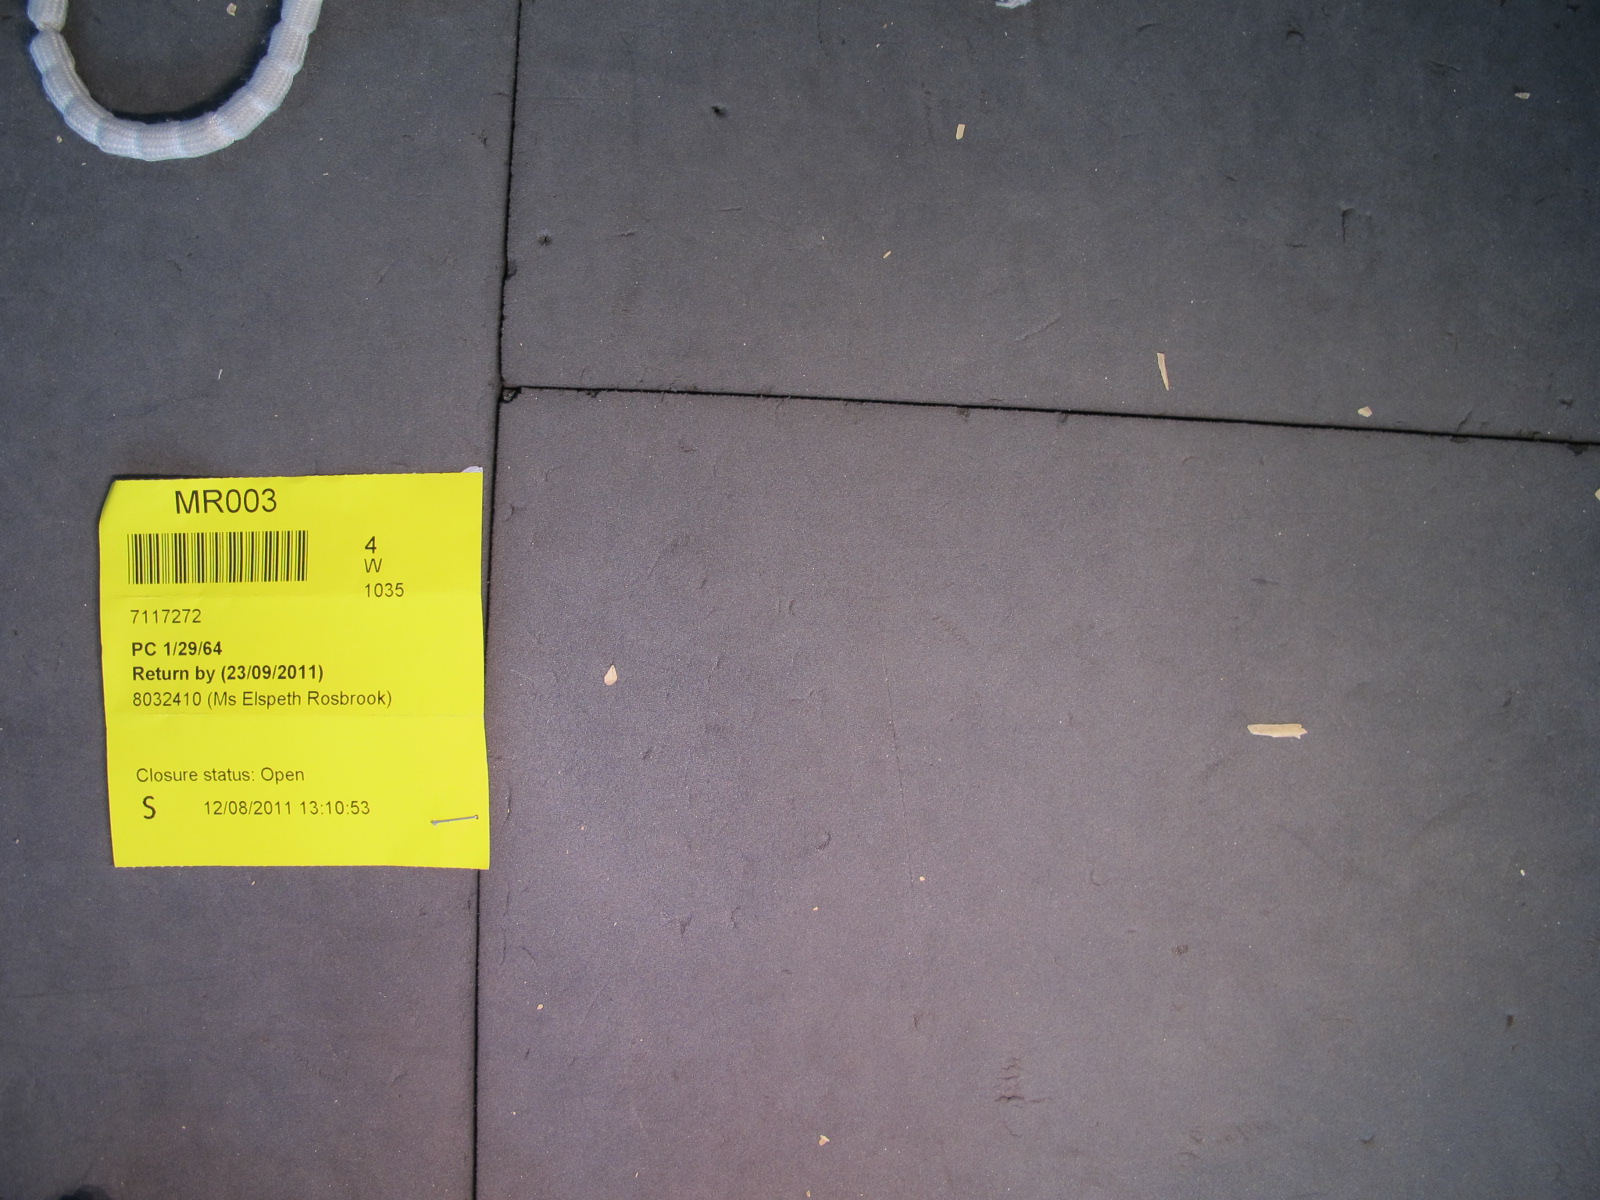 MR003
4
W
1035
7117272
PC 1/29/64
Return by (23/09/2011)
8032410 (Ms Elspeth Rosbrook)
Closure status: Open
S 12/08/2011 13:10:53